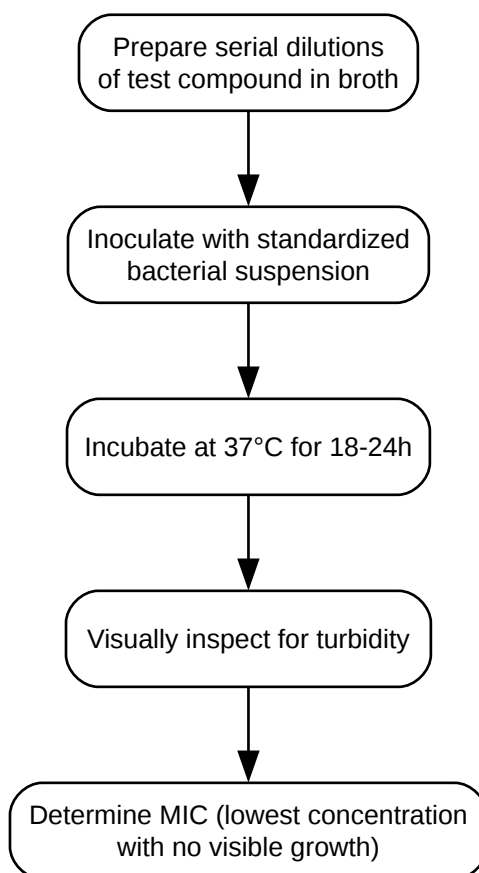 Prepare serial dilutions
of test compound in broth
Inoculate with standardized
bacterial suspension
Incubate at 37°C for 18-24h
Visually inspect for turbidity
Determine MIC (lowest concentration
with no visible growth)